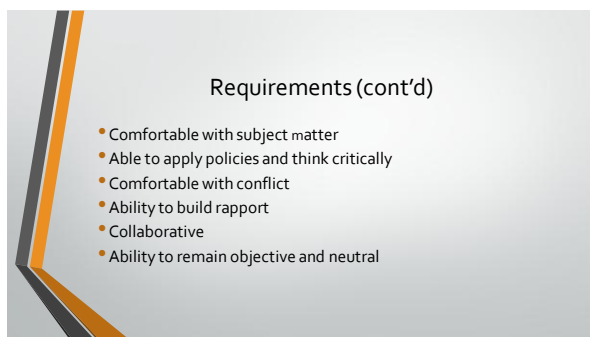 Requirements (cont’d)
• Comfortable with subject matter
• Able to apply policies and think critically
• Comfortable with conflict
• Ability to build rapport
• Collaborative
• Ability to remain objective and neutral